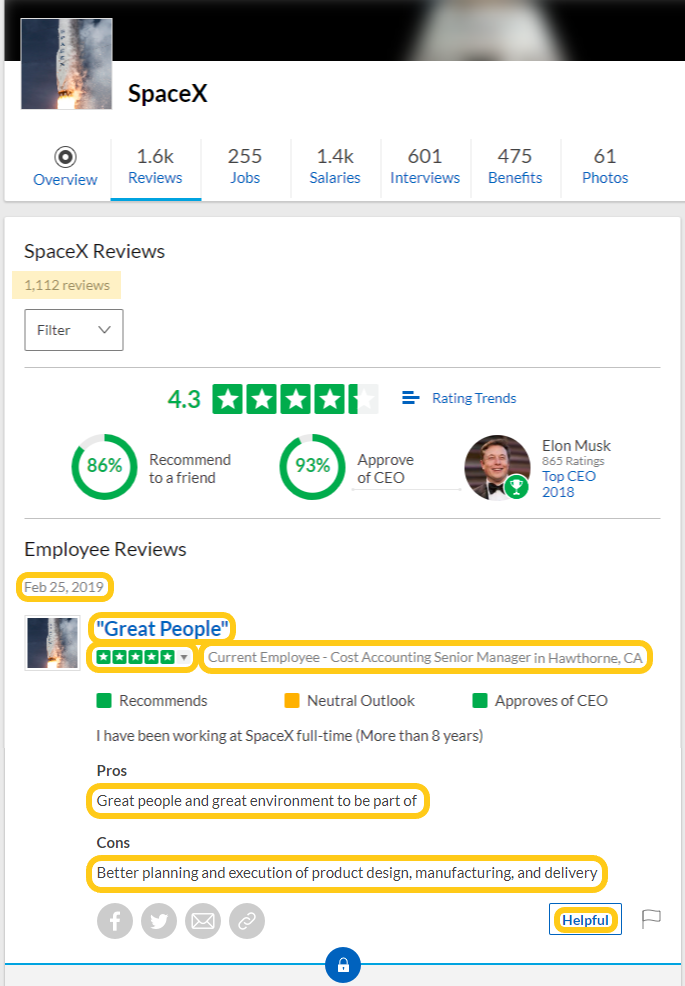 SpaceX
1.6k 255 1.4k 601 475 61
Overview Reviews Jobs Salaries Interviews Benefits Photos
SpaceX Reviews
1,112 reviews
Filter
4.3 Rating Trends
86% Recommend to a friend
93% Approve of CEO
Elon Musk
865 Ratings
Top CEO
2018
Employee Reviews
Feb 25, 2019
"Great People"
Current Employee - Cost Accounting Senior Manager in Hawthorne, CA
Recommends Neutral Outlook Approves of CEO
I have been working at SpaceX full-time (More than 8 years)
Pros
Great people and great environment to be part of
Cons
Better planning and execution of product design, manufacturing, and delivery
Helpful